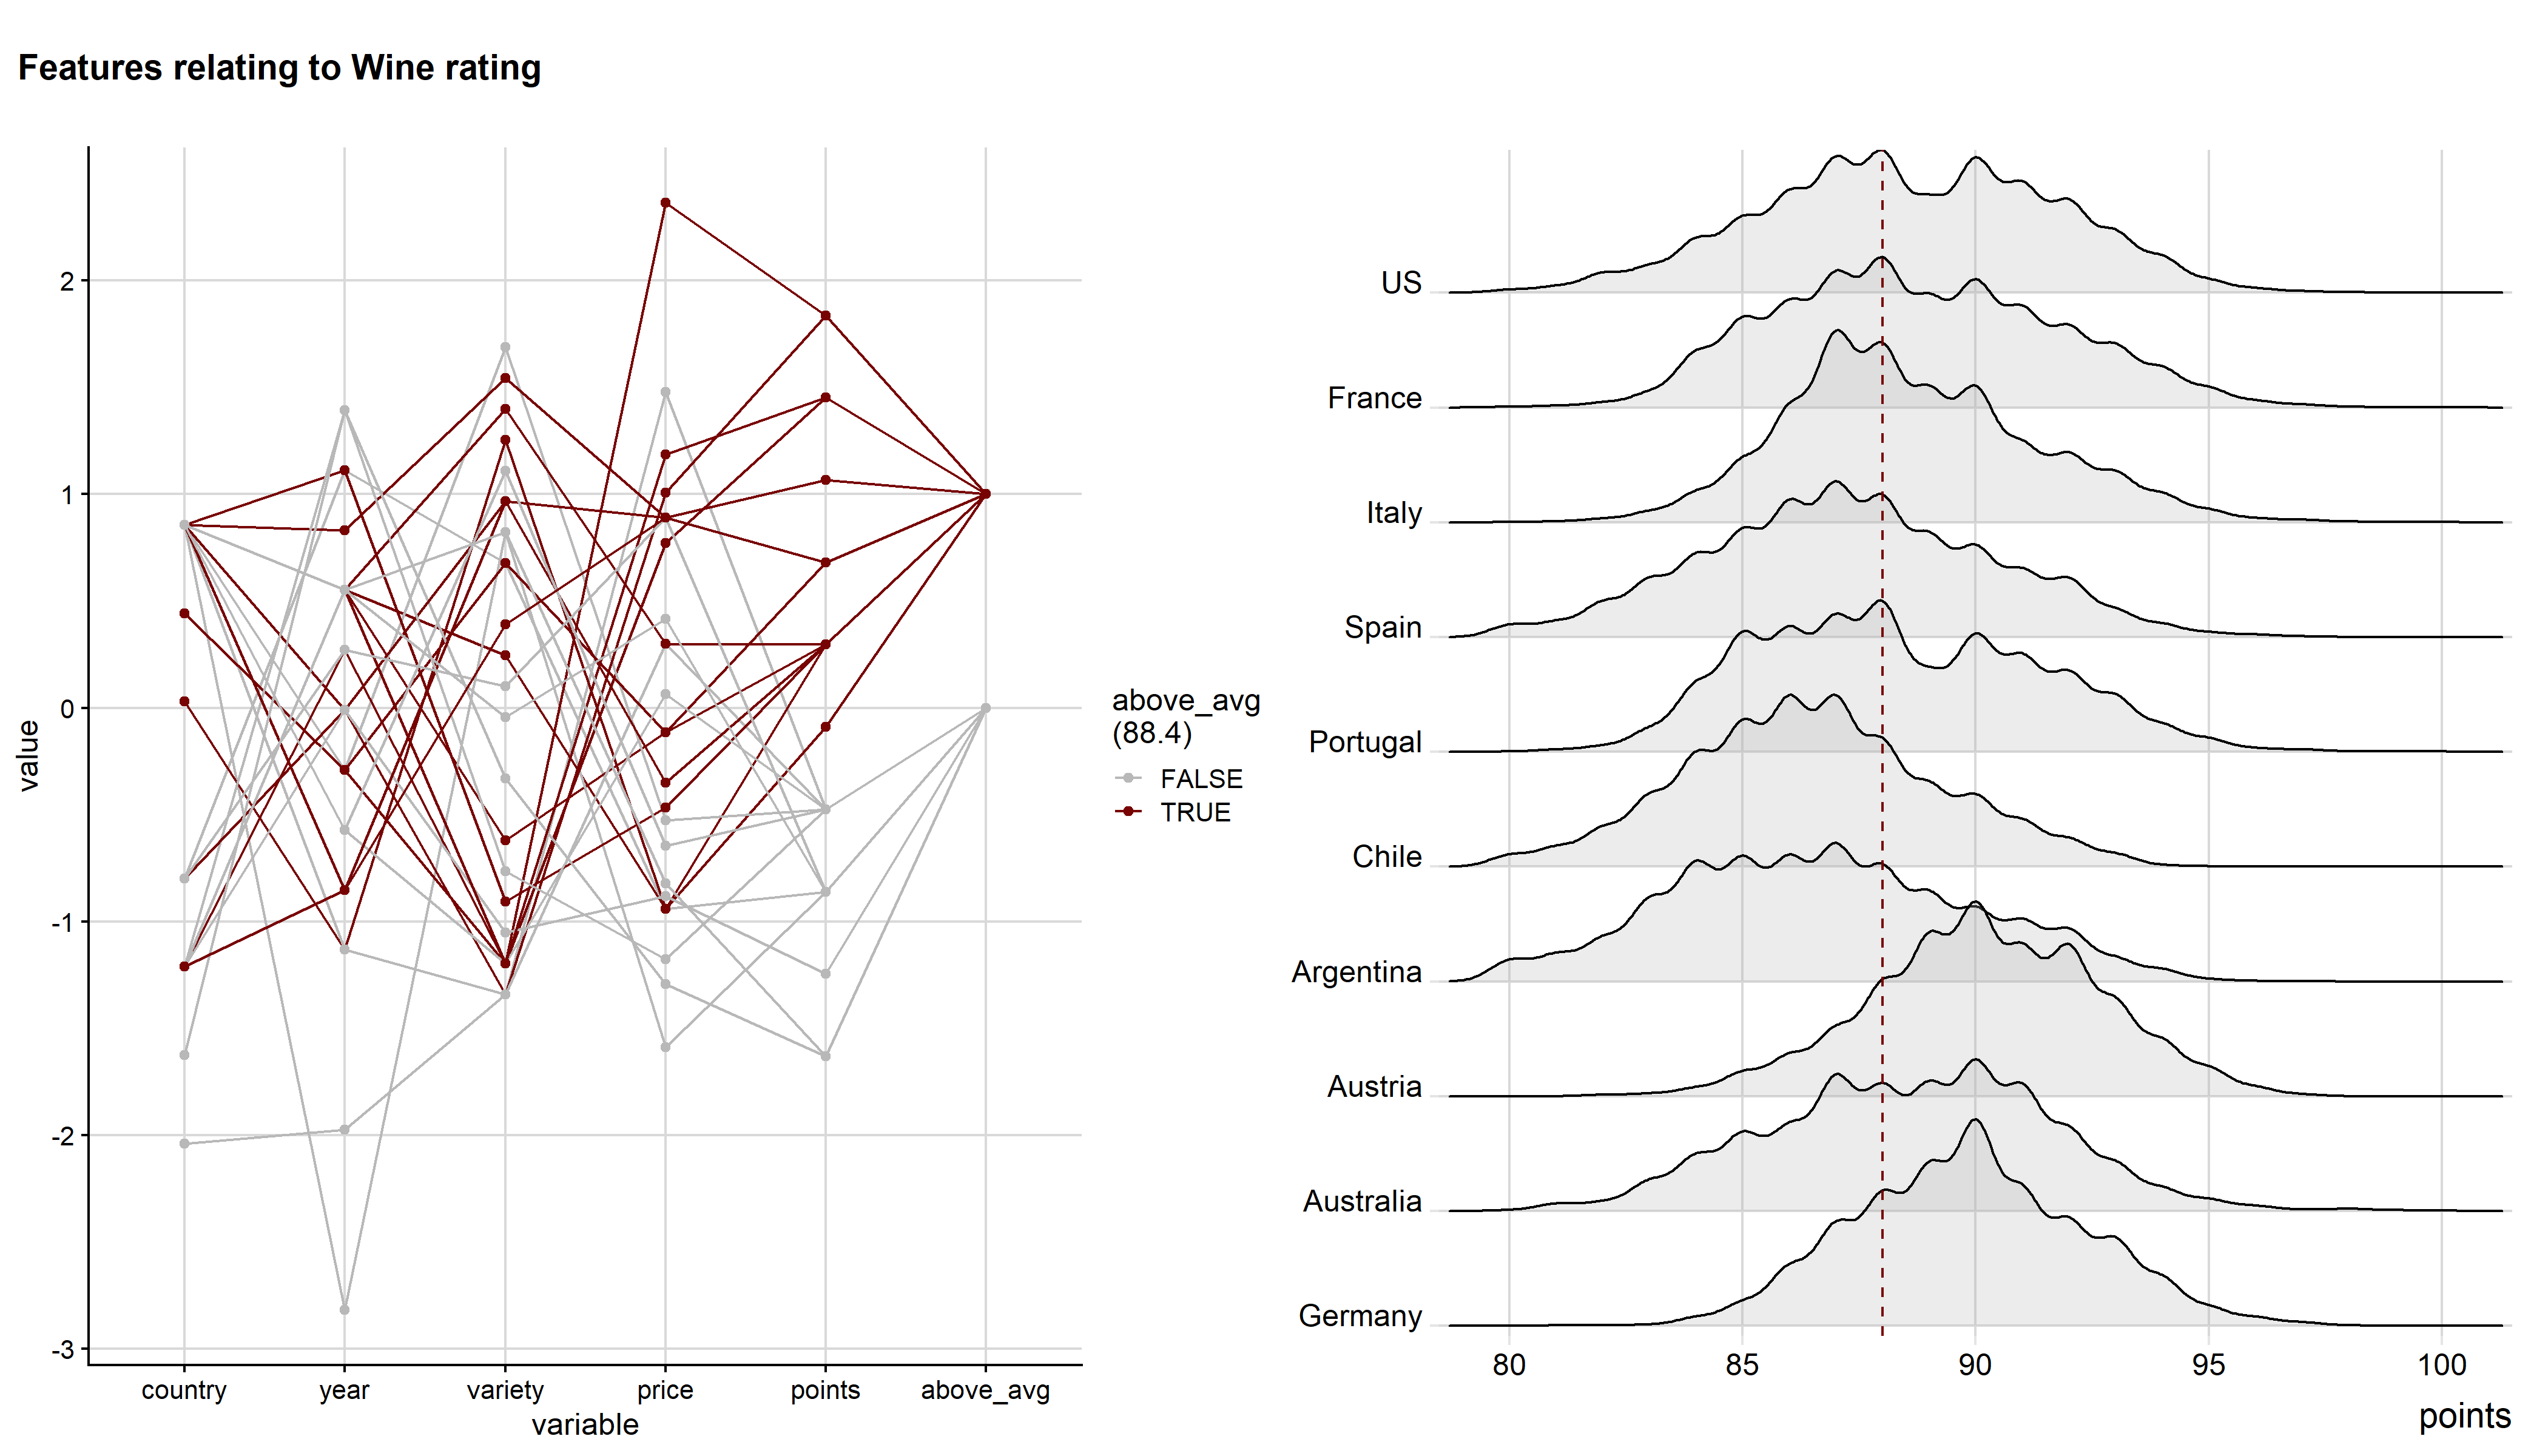 Features relating to Wine rating
value
2
1
0
-1
-2
-3
country year variety price points above_avg
variable
above_avg
(88.4)
FALSE
TRUE
US
France
Italy
Spain
Portugal
Chile
Argentina
Austria
Australia
Germany
80 85 90 95 100
points